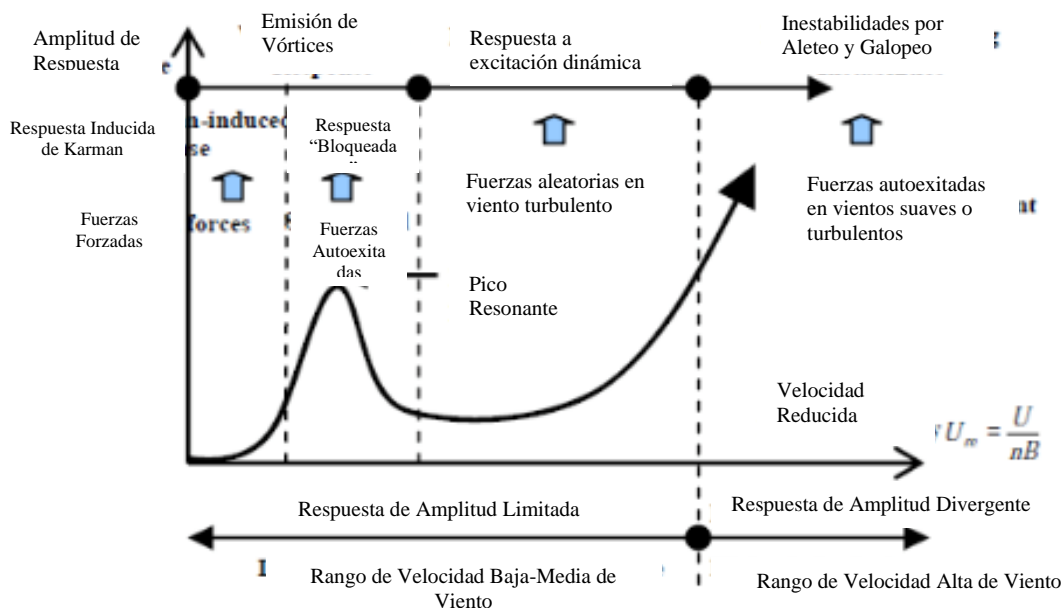 Amplitud de
Respuesta
Emisión de
Vórtices
Respuesta a
excitación dinámica
Inestabilidades por
Aleteo y Galopeo
g
e
Respuesta Inducida
de Karman
n-induced
se
Respuesta
“Bloqueada
”
Fuerzas aleatorias en
viento turbulento
Fuerzas autoexitadas
en vientos suaves o
turbulentos
nt
Fuerzas
Forzadas
forces
Fuerzas
Autoexita
das
Pico
Resonante
Velocidad
Reducida
U = U
nB
Respuesta de Amplitud Limitada
Respuesta de Amplitud Divergente
Rango de Velocidad Baja-Media de
Viento
Rango de Velocidad Alta de Viento